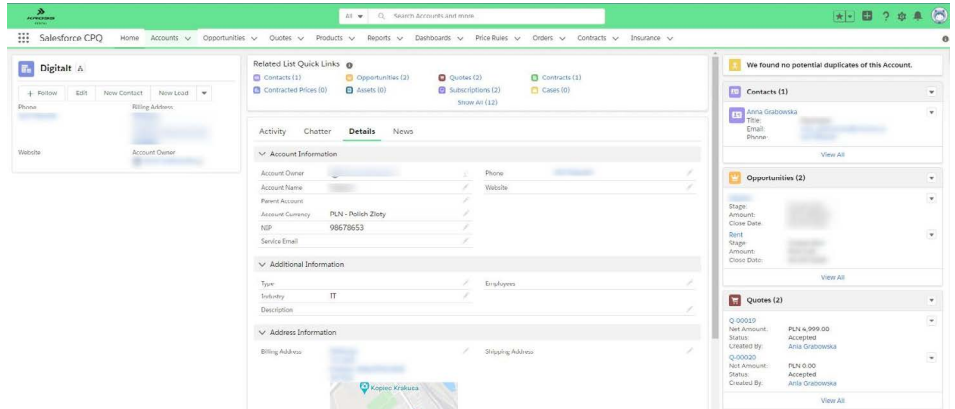 All
Search Accounts and more
Salesforce CPQ Home Accounts Opportunities Quotes Products Reports Dashboards Price Rules Orders Contracts Insurance
Digitalt
+ Follow Edit New Contact New Lead
Phone Billing Address
Website Account Owner
Related List Quick Links
Contacts (1) Opportunities (2) Quotes (2) Contracts (1)
Contracted Prices (0) Assets (0) Subscriptions (2) Cases (0)
Show All (12)
Activity Chatter Details News
Account Information
Account Owner Phone
Account Name Website
Parent Account
Account Currency PLN - Polish Zloty
NIP 98678653
Service Email
Additional Information
Type Employees
Industry IT
Description
Address Information
Billing Address Shipping Address
Kopiec Krakusa
We found no potential duplicates of this Account.
Contacts (1)
Anna Grabowska
Title:
Email:
Phone:
View All
Opportunities (2)
Stage:
Amount:
Close Date:
Rent
Stage:
Amount:
Close Date:
View All
Quotes (2)
Q-00019
Net Amount: PLN 4,999.00
Status: Accepted
Created By: Ania Grabowska
Q-00020
Net Amount: PLN 0.00
Status: Accepted
Created By: Ania Grabowska
View All